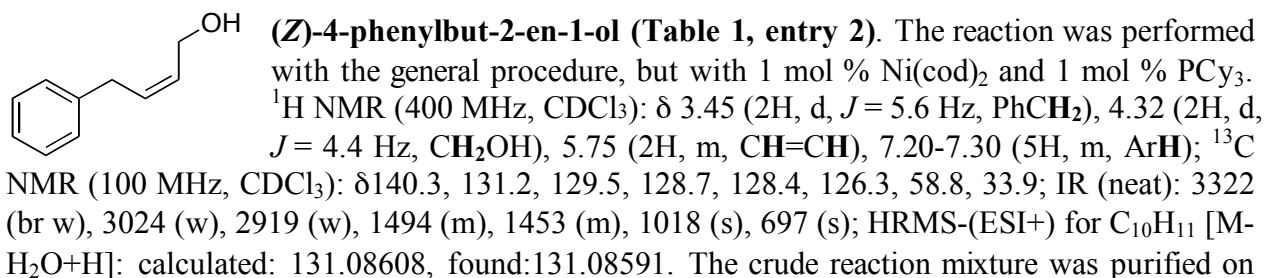 OH
(Z)-4-phenylbut-2-en-1-ol (Table 1, entry 2). The reaction was performed
with the general procedure, but with 1 mol % Ni(cod)₂ and 1 mol % PCy₃.
¹H NMR (400 MHz, CDCl₃): δ 3.45 (2H, d, J = 5.6 Hz, PhCH₂), 4.32 (2H, d,
J = 4.4 Hz, CH₂OH), 5.75 (2H, m, CH=CH), 7.20-7.30 (5H, m, ArH); ¹³C
NMR (100 MHz, CDCl₃): δ140.3, 131.2, 129.5, 128.7, 128.4, 126.3, 58.8, 33.9; IR (neat): 3322
(br w), 3024 (w), 2919 (w), 1494 (m), 1453 (m), 1018 (s), 697 (s); HRMS-(ESI+) for C₁₀H₁₁ [M-
H₂O+H]: calculated: 131.08608, found:131.08591. The crude reaction mixture was purified on